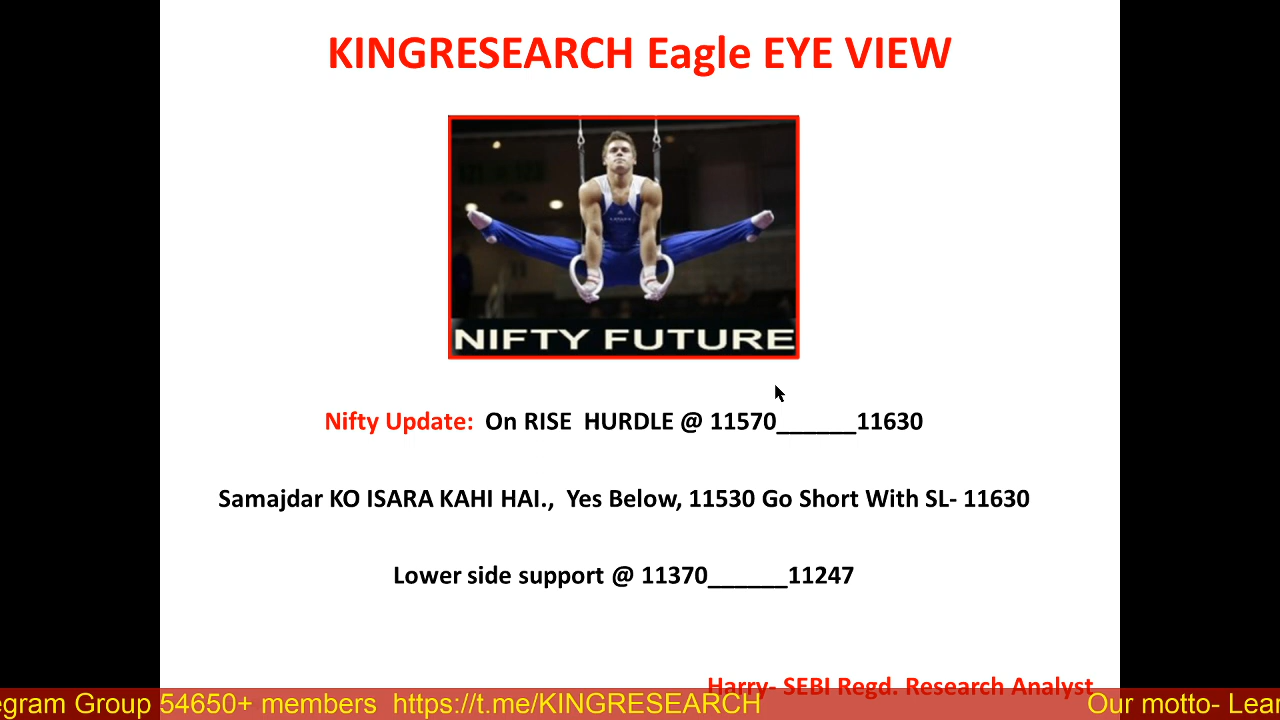 KINGRESEARCH Eagle EYE VIEW
NIFTY FUTURE
Nifty Update: On RISE HURDLE @ 11570______11630
Samajdar KO ISARA KAHI HAI., Yes Below, 11530 Go Short With SL- 11630
Lower side support @ 11370______11247
Harry- SEBI Regd. Research Analyst
egram Group 54650+ members https://t.me/KINGRESEARCH Our motto- Lear